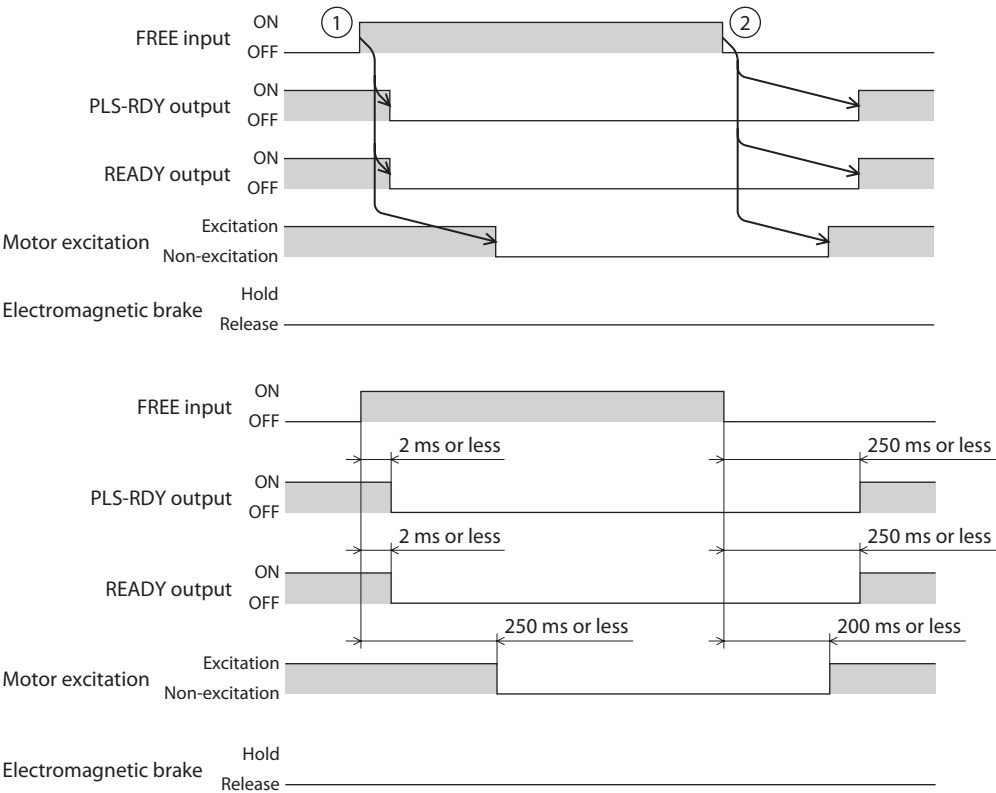 ① ②
FREE input ON
OFF
PLS-RDY output ON
OFF
READY output ON
OFF
Motor excitation Excitation
Non-excitation
Electromagnetic brake Hold
Release
FREE input ON
OFF
2 ms or less 250 ms or less
PLS-RDY output ON
OFF
2 ms or less 250 ms or less
READY output ON
OFF
250 ms or less 200 ms or less
Motor excitation Excitation
Non-excitation
Electromagnetic brake Hold
Release